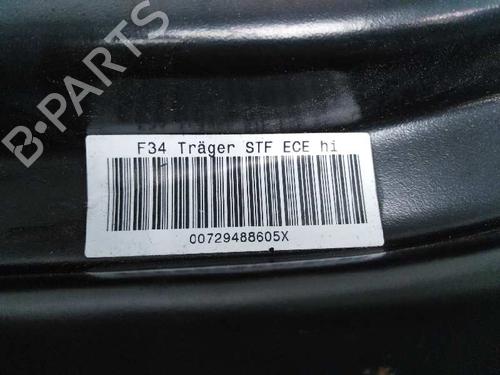 B-PARTS
F34 Träger STF ECE hi
00729488605X